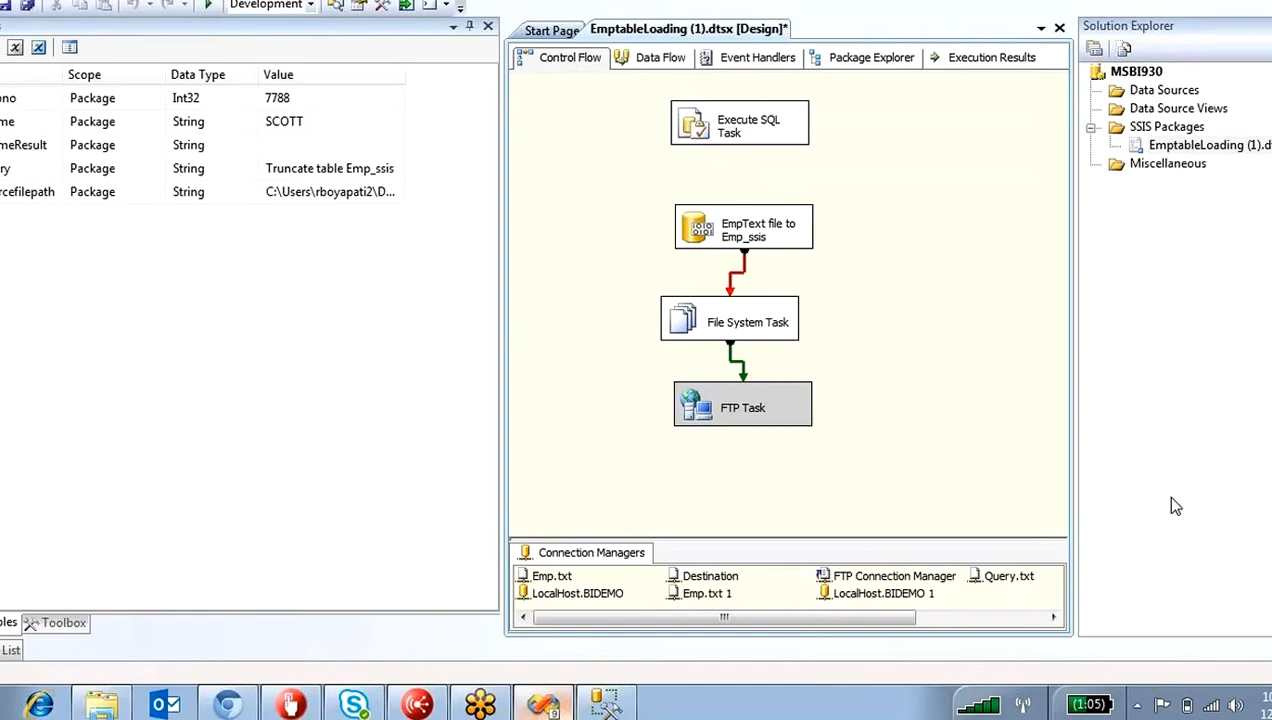 Development
Start Page
EmptableLoading (1).dtsx [Design]*
Solution Explorer
Control Flow
Data Flow
Event Handlers
Package Explorer
Execution Results
Scope
Data Type
Value
Package
Int32
7788
Package
String
SCOTT
Package
String
Package
String
Truncate table Emp_ssis
Package
String
C:\Users\rboyapati2\D...
MSBI930
Data Sources
Data Source Views
SSIS Packages
EmptableLoading (1).d
Miscellaneous
Execute SQL
Task
EmpText file to
Emp_ssis
File System Task
FTP Task
Connection Managers
Emp.txt
Destination
FTP Connection Manager
Query.txt
LocalHost.BIDEMO
Emp.txt 1
LocalHost.BIDEMO 1
Toolbox
List
(1:05)